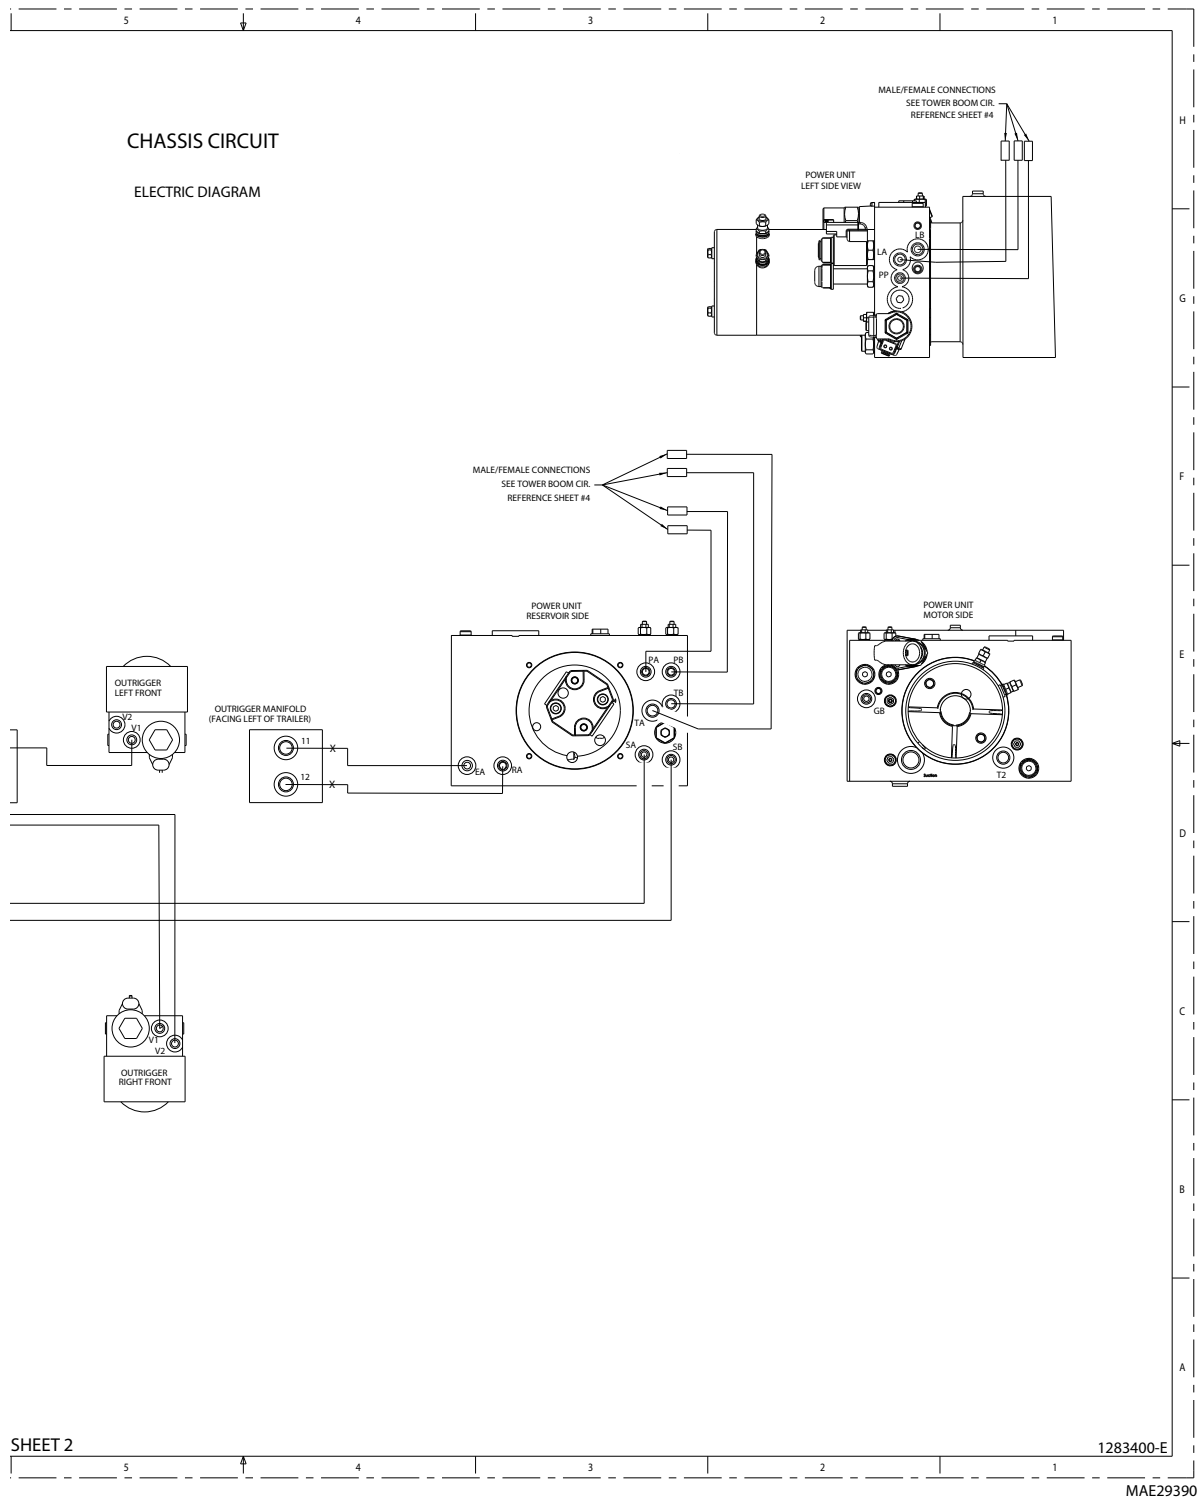 5 4 3 2 1
MALE/FEMALE CONNECTIONS
SEE TOWER BOOM CIR.
REFERENCE SHEET #4
H
CHASSIS CIRCUIT
ELECTRIC DIAGRAM
POWER UNIT
LEFT SIDE VIEW
LB
LA
PP
G
MALE/FEMALE CONNECTIONS
SEE TOWER BOOM CIR.
REFERENCE SHEET #4
F
POWER UNIT
RESERVOIR SIDE
POWER UNIT
MOTOR SIDE
E
PA PB
TB
TA
SA SB
EA RA
GB
T2
Suction
OUTRIGGER
LEFT FRONT
V2
V1
OUTRIGGER MANIFOLD
(FACING LEFT OF TRAILER)
11 X
12 X
D
C
V1
V2
OUTRIGGER
RIGHT FRONT
B
A
SHEET 2
1283400-E
5 4 3 2 1
MAE29390